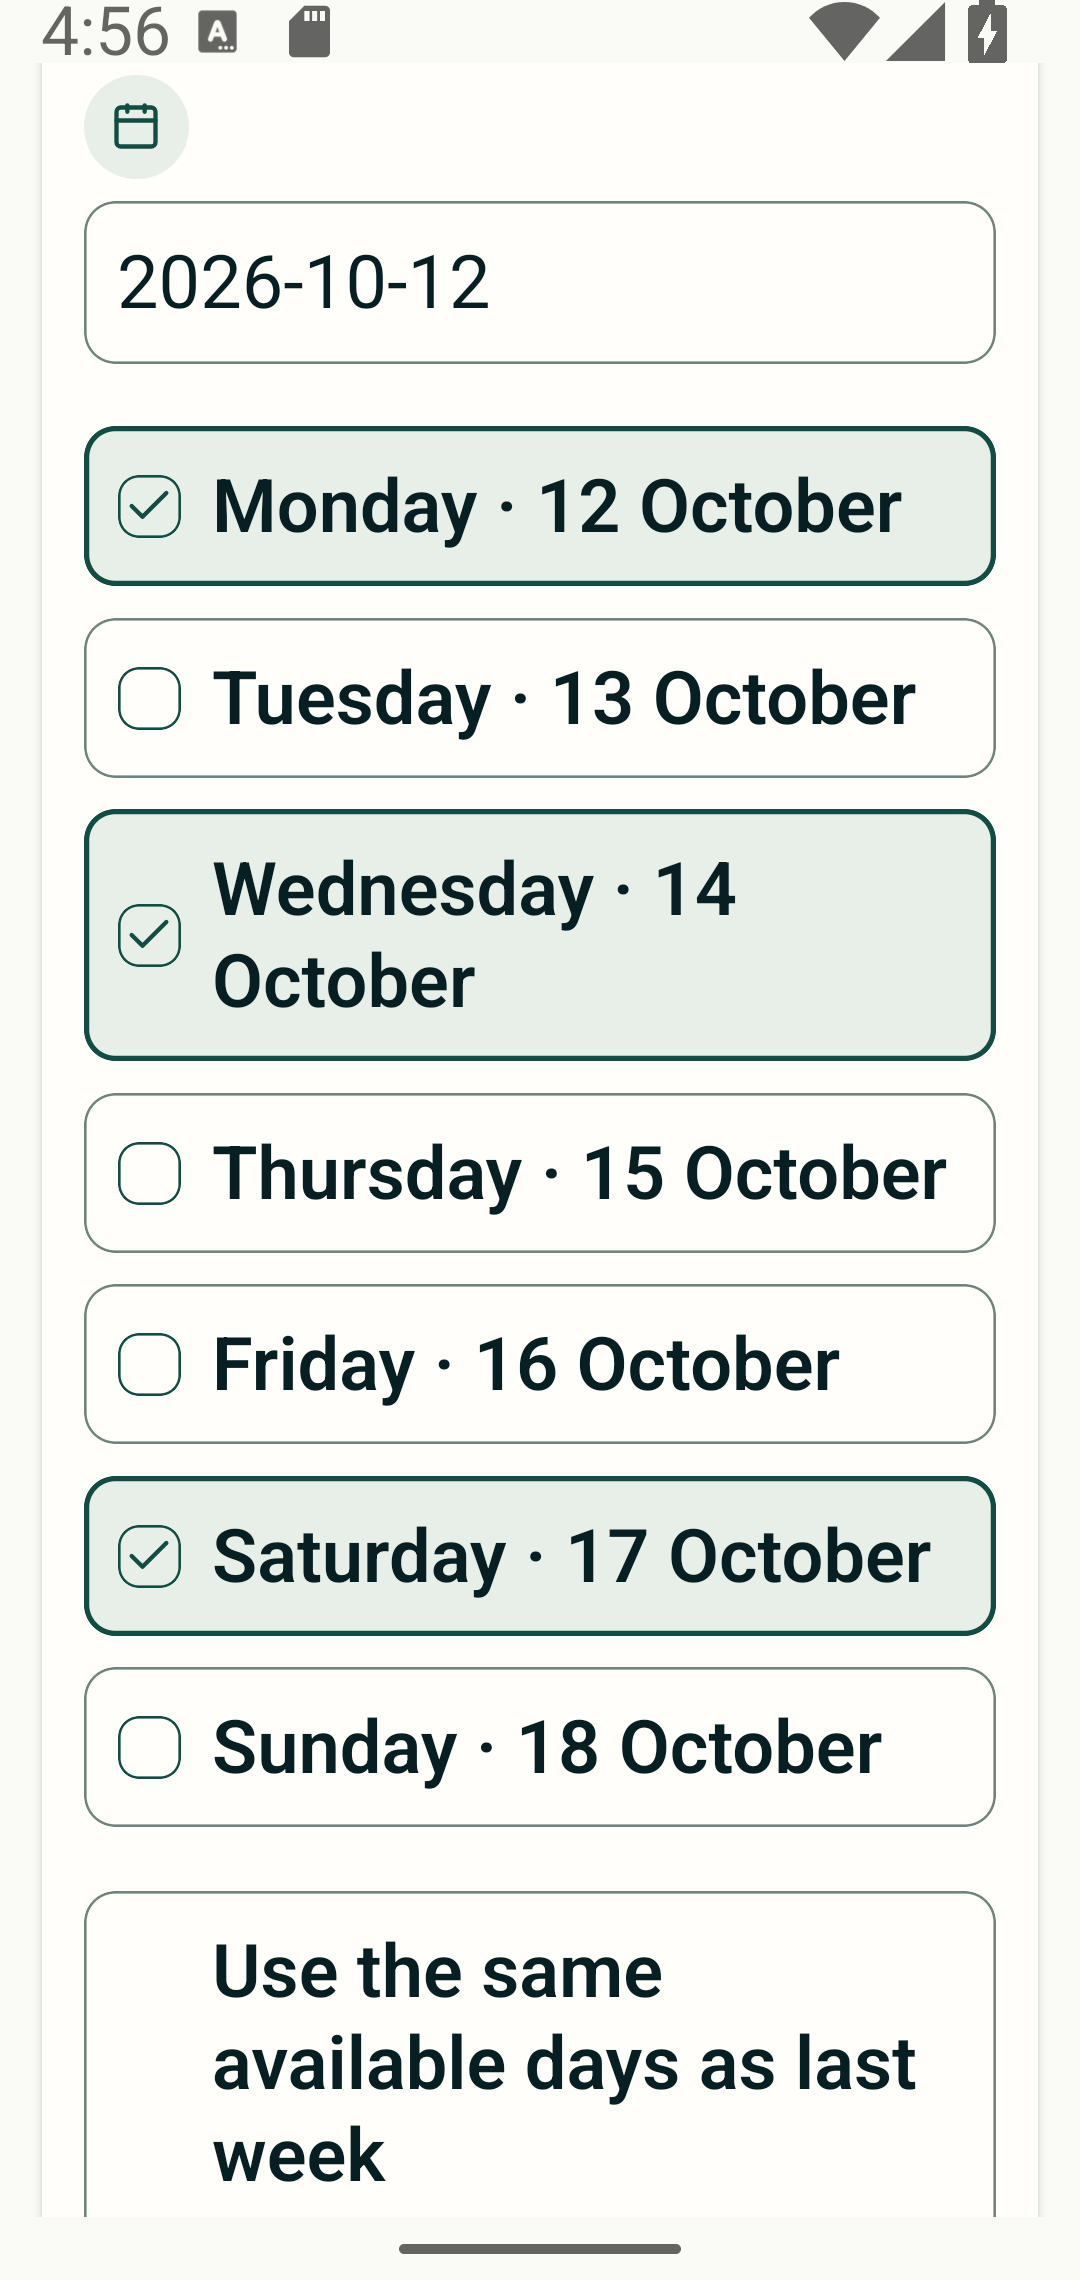 4:56
2026-10-12
Monday · 12 October
Tuesday · 13 October
Wednesday · 14
October
Thursday · 15 October
Friday · 16 October
Saturday · 17 October
Sunday · 18 October
Use the same
available days as last
week